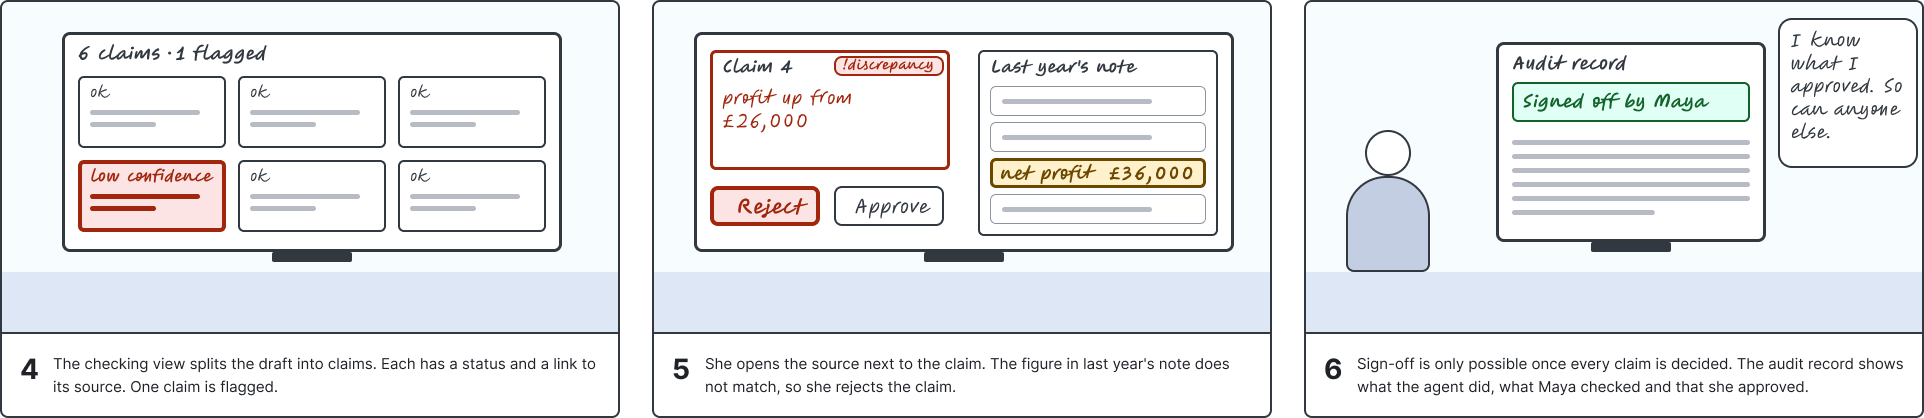 6 claims · 1 flagged
ok
ok
ok
low confidence
ok
ok
4
The checking view splits the draft into claims. Each has a status and a link to
its source. One claim is flagged.
Claim 4
!discrepancy
profit up from
£26,000
Reject
Approve
Last year's note
net profit £36,000
5
She opens the source next to the claim. The figure in last year's note does
not match, so she rejects the claim.
Audit record
Signed off by Maya
I know
what I
approved. So
can anyone
else.
6
Sign-off is only possible once every claim is decided. The audit record shows
what the agent did, what Maya checked and that she approved.